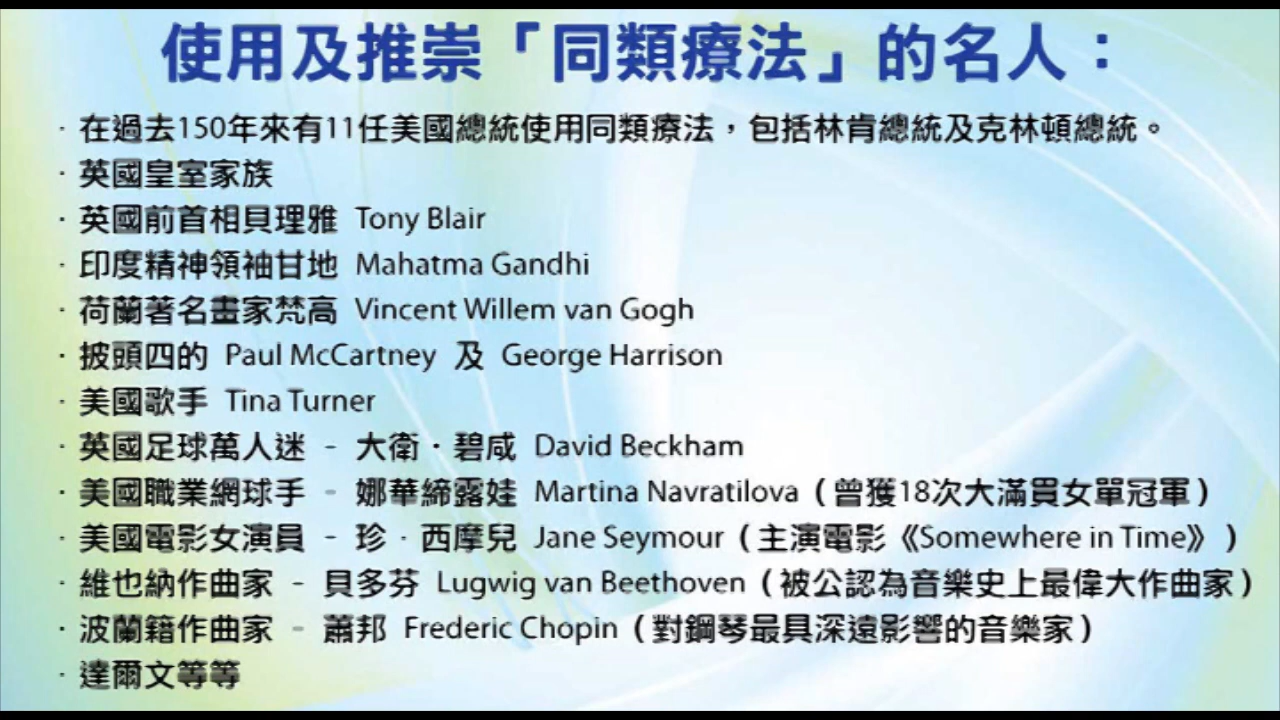 使用及推崇「同類療法」的名人：
· 在過去150年來有11任美國總統使用同類療法，包括林肯總統及克林頓總統。
· 英國皇室家族
· 英國前首相貝理雅 Tony Blair
· 印度精神領袖甘地 Mahatma Gandhi
· 荷蘭著名畫家梵高 Vincent Willem van Gogh
· 披頭四的 Paul McCartney 及 George Harrison
· 美國歌手 Tina Turner
· 英國足球萬人迷 - 大衛·碧咸 David Beckham
· 美國職業網球手 - 娜華締露娃 Martina Navratilova（曾獲18次大滿貫女單冠軍）
· 美國電影女演員 - 珍·西摩兒 Jane Seymour（主演電影《Somewhere in Time》）
· 維也納作曲家 - 貝多芬 Lugwig van Beethoven（被公認為音樂史上最偉大作曲家）
· 波蘭籍作曲家 - 蕭邦 Frederic Chopin（對鋼琴最具深遠影響的音樂家）
· 達爾文等等